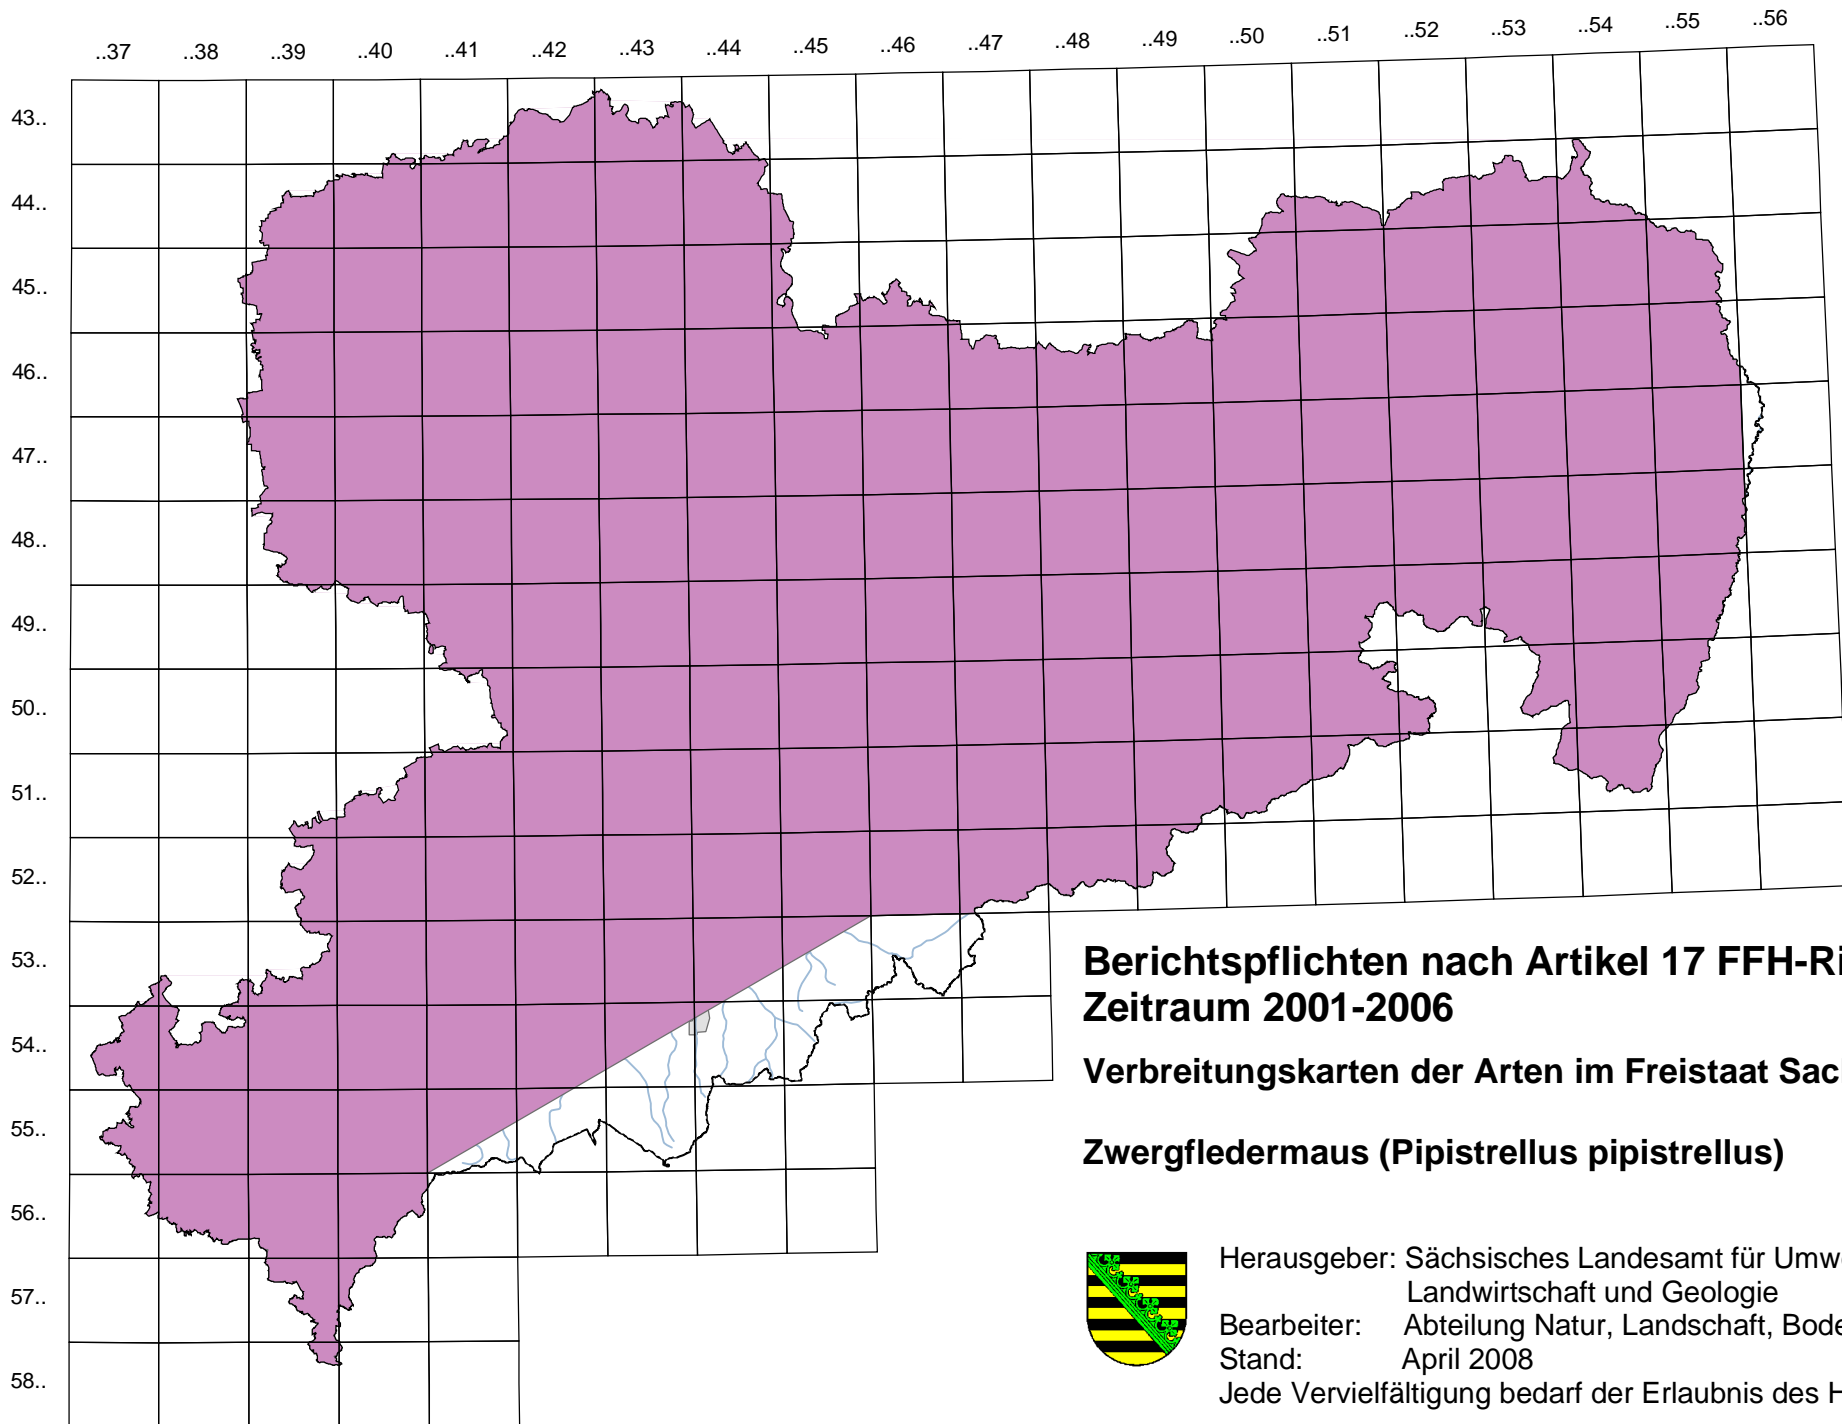 ..37 ..38 ..39 ..40 ..41 ..42 ..43 ..44 ..45 ..46 ..47 ..48 ..49 ..50 ..51 ..52 ..53 ..54 ..55 ..56
43..
44..
45..
46..
47..
48..
49..
50..
51..
52..
53..
54..
55..
56..
57..
58..
Berichtspflichten nach Artikel 17 FFH-Ri
Zeitraum 2001-2006
Verbreitungskarten der Arten im Freistaat Sac
Zwergfledermaus (Pipistrellus pipistrellus)
Herausgeber: Sächsisches Landesamt für Umw
Landwirtschaft und Geologie
Bearbeiter: Abteilung Natur, Landschaft, Bode
Stand: April 2008
Jede Vervielfältigung bedarf der Erlaubnis des H